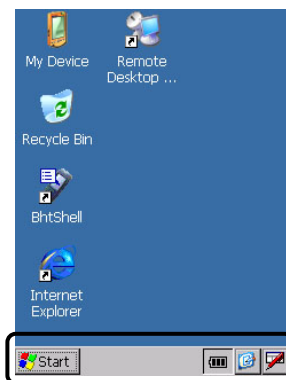 My Device
Remote
Desktop ...
Recycle Bin
BhtShell
Internet
Explorer
Start